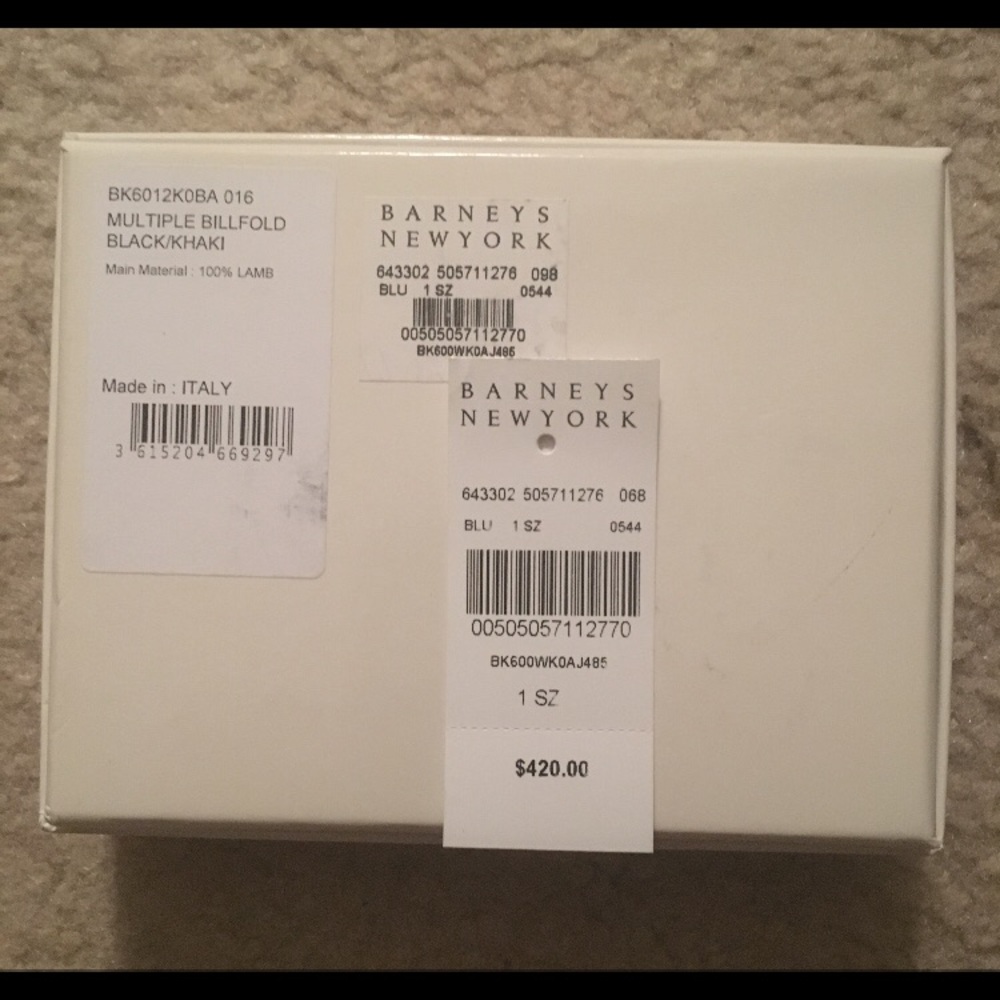 BK6012K0BA 016
MULTIPLE BILLFOLD
BLACK/KHAKI
Main Material : 100% LAMB
Made in : ITALY
3 615204 669297
BARNEYS
NEWYORK
643302 505711276 098
BLU 1 SZ 0544
00505057112770
BK600WK0AJ485
BARNEYS
NEWYORK
643302 505711276 068
BLU 1 SZ 0544
00505057112770
BK600WK0AJ485
1 SZ
$420.00